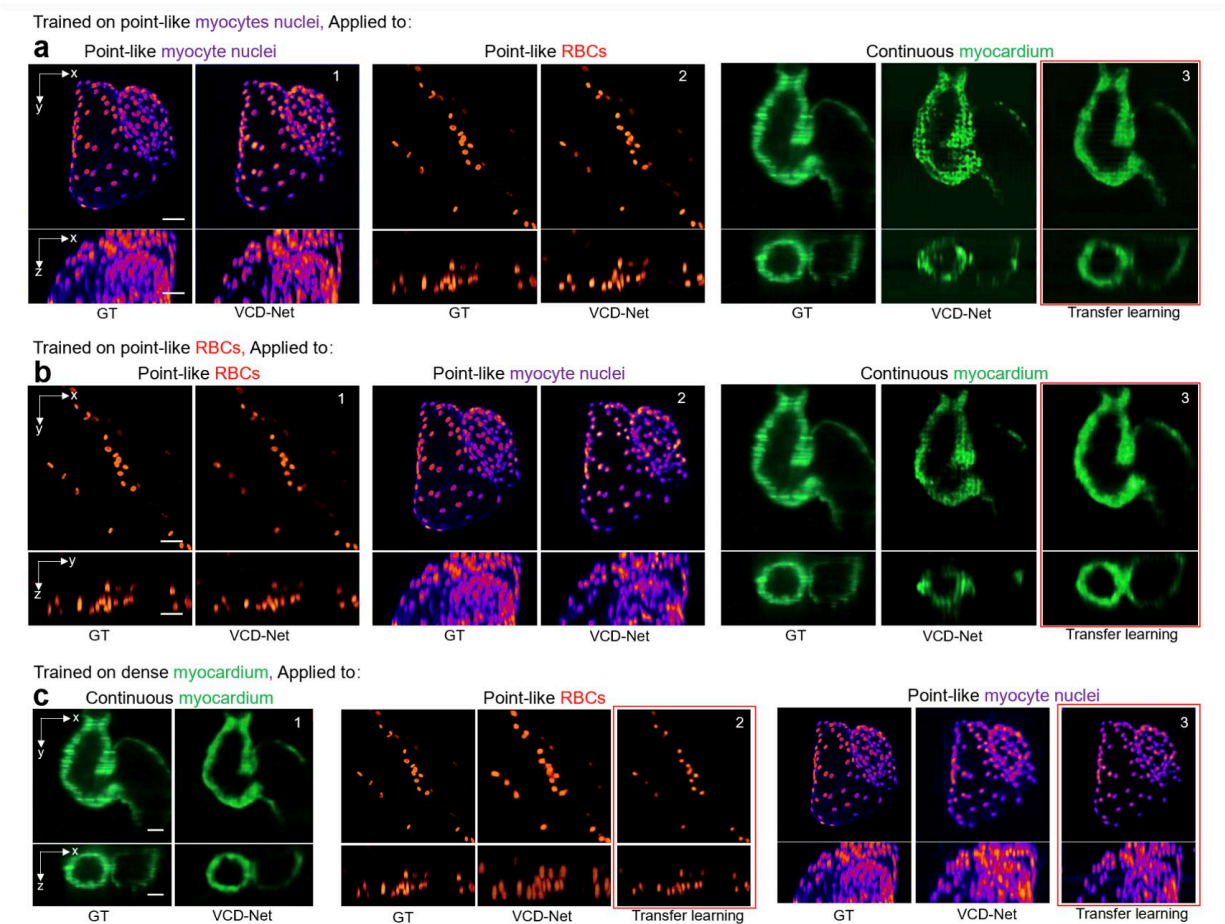 Trained on point-like myocytes nuclei, Applied to:
a
Point-like myocyte nuclei
Point-like RBCs
Continuous myocardium
x
y
1
2
3
x
z
GT
VCD-Net
GT
VCD-Net
GT
VCD-Net
Transfer learning
Trained on point-like RBCs, Applied to:
b
Point-like RBCs
Point-like myocyte nuclei
Continuous myocardium
x
y
1
2
3
y
z
GT
VCD-Net
GT
VCD-Net
GT
VCD-Net
Transfer learning
Trained on dense myocardium, Applied to:
c
Continuous myocardium
Point-like RBCs
Point-like myocyte nuclei
x
y
1
2
3
x
z
GT
VCD-Net
GT
VCD-Net
Transfer learning
GT
VCD-Net
Transfer learning